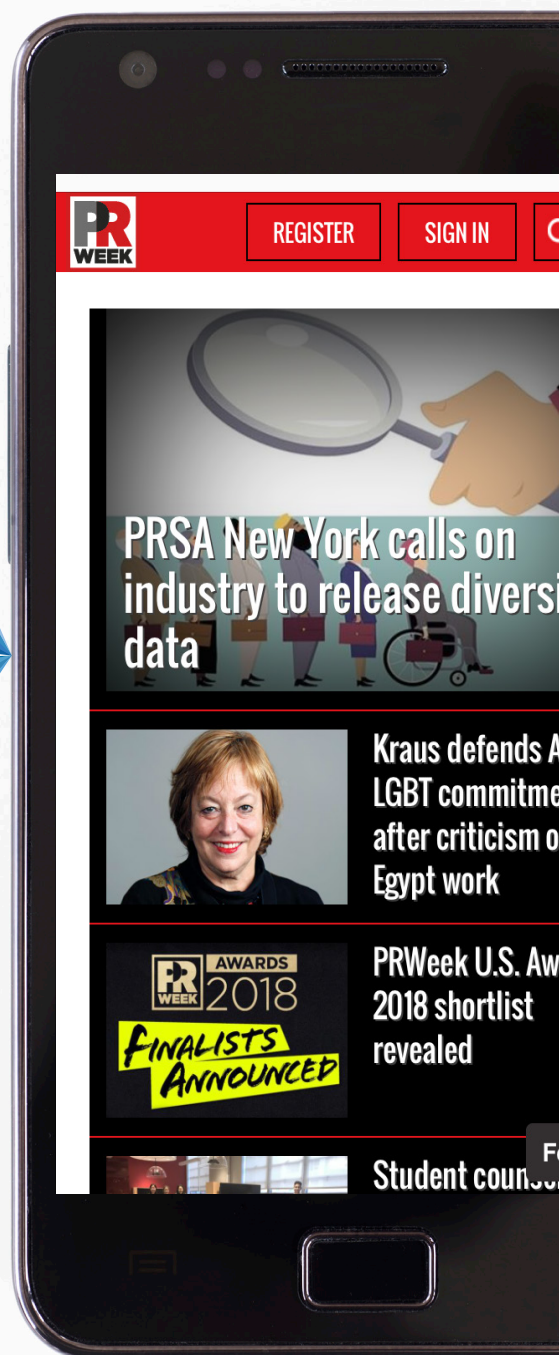 PR
WEEK
REGISTER
SIGN IN
PRSA New York calls on
industry to release diversi
data
Kraus defends A
LGBT commitme
after criticism o
Egypt work
PR
WEEK
AWARDS
2018
FINALISTS
ANNOUNCED
PRWeek U.S. Aw
2018 shortlist
revealed
Student coun